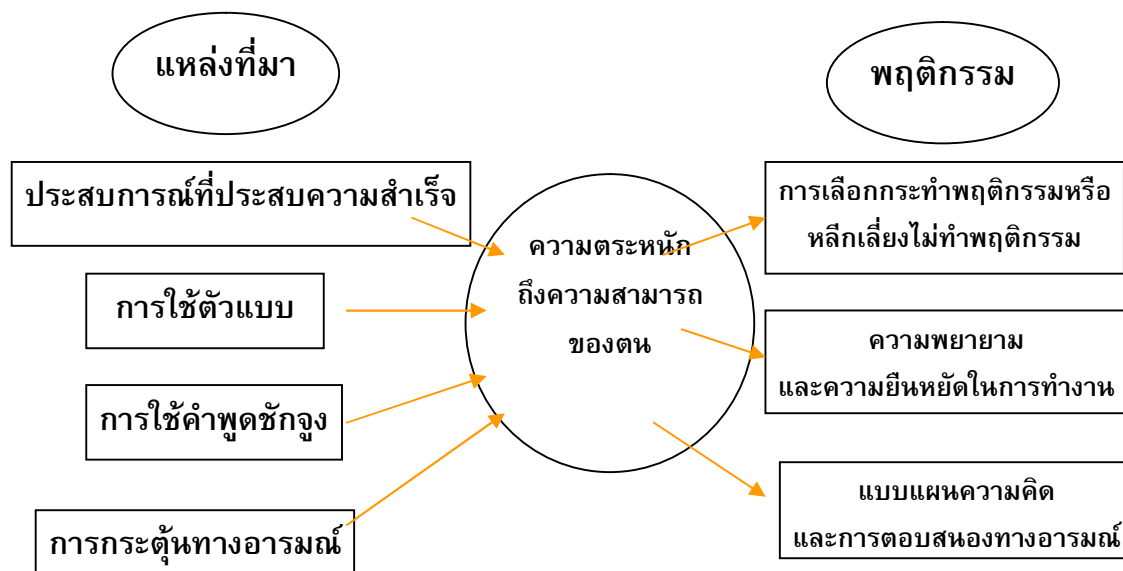 แหล่งที่มา
พฤติกรรม
ประสบการณ์ที่ประสบความสำเร็จ
การใช้ตัวแบบ
การใช้คำพูดชักจูง
การกระตุ้นทางอารมณ์
ความตระหนัก
ถึงความสามารถ
ของตน
การเลือกกระทำพฤติกรรมหรือ
หลีกเลี่ยงไม่ทำพฤติกรรม
ความพยายาม
และความยืนหยัดในการทำงาน
แบบแผนความคิด
และการตอบสนองทางอารมณ์